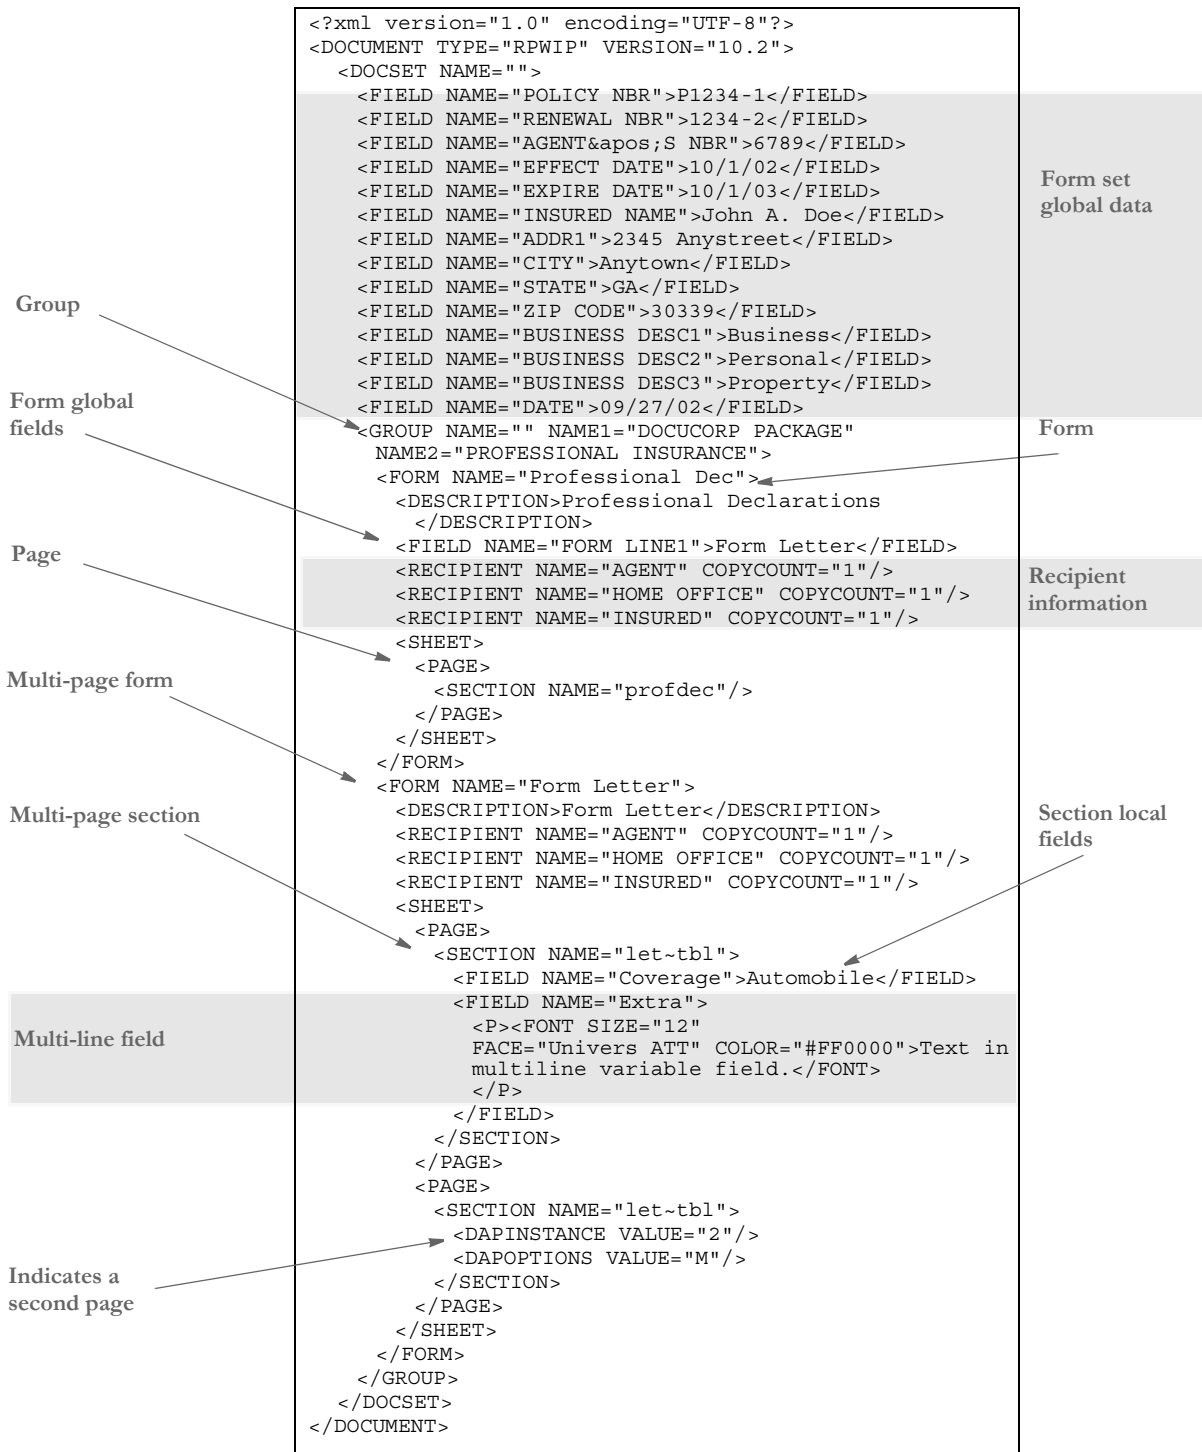 <?xml version="1.0" encoding="UTF-8"?>
<DOCUMENT TYPE="RPWIP" VERSION="10.2">
<DOCSET NAME="">
<FIELD NAME="POLICY NBR">P1234-1</FIELD>
<FIELD NAME="RENEWAL NBR">1234-2</FIELD>
<FIELD NAME="AGENT&apos;S NBR">6789</FIELD>
<FIELD NAME="EFFECT DATE">10/1/02</FIELD>
<FIELD NAME="EXPIRE DATE">10/1/03</FIELD>
<FIELD NAME="INSURED NAME">John A. Doe</FIELD>
<FIELD NAME="ADDR1">2345 Anystreet</FIELD>
<FIELD NAME="CITY">Anytown</FIELD>
<FIELD NAME="STATE">GA</FIELD>
<FIELD NAME="ZIP CODE">30339</FIELD>
<FIELD NAME="BUSINESS DESC1">Business</FIELD>
<FIELD NAME="BUSINESS DESC2">Personal</FIELD>
<FIELD NAME="BUSINESS DESC3">Property</FIELD>
<FIELD NAME="DATE">09/27/02</FIELD>
<GROUP NAME="" NAME1="DOCUCORP PACKAGE"
NAME2="PROFESSIONAL INSURANCE">
<FORM NAME="Professional Dec">
<DESCRIPTION>Professional Declarations
</DESCRIPTION>
<FIELD NAME="FORM LINE1">Form Letter</FIELD>
<RECIPIENT NAME="AGENT" COPYCOUNT="1"/>
<RECIPIENT NAME="HOME OFFICE" COPYCOUNT="1"/>
<RECIPIENT NAME="INSURED" COPYCOUNT="1"/>
<SHEET>
<PAGE>
<SECTION NAME="profdec"/>
</PAGE>
</SHEET>
</FORM>
<FORM NAME="Form Letter">
<DESCRIPTION>Form Letter</DESCRIPTION>
<RECIPIENT NAME="AGENT" COPYCOUNT="1"/>
<RECIPIENT NAME="HOME OFFICE" COPYCOUNT="1"/>
<RECIPIENT NAME="INSURED" COPYCOUNT="1"/>
<SHEET>
<PAGE>
<SECTION NAME="let~tbl">
<FIELD NAME="Coverage">Automobile</FIELD>
<FIELD NAME="Extra">
<P><FONT SIZE="12"
FACE="Univers ATT" COLOR="#FF0000">Text in
multiline variable field.</FONT>
</P>
</FIELD>
</SECTION>
</PAGE>
<PAGE>
<SECTION NAME="let~tbl">
<DAPINSTANCE VALUE="2"/>
<DAPOPTIONS VALUE="M"/>
</SECTION>
</PAGE>
</SHEET>
</FORM>
</GROUP>
</DOCSET>
</DOCUMENT>
Group
Form global
fields
Page
Multi-page form
Multi-page section
Multi-line field
Indicates a
second page
Form set
global data
Form
Recipient
information
Section local
fields